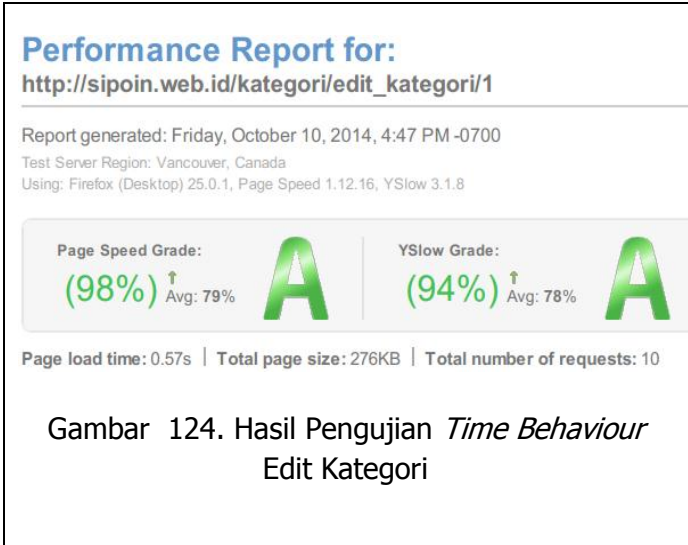 Performance Report for:
http://sipoin.web.id/kategori/edit_kategori/1
Report generated: Friday, October 10, 2014, 4:47 PM -0700
Test Server Region: Vancouver, Canada
Using: Firefox (Desktop) 25.0.1, Page Speed 1.12.16, YSlow 3.1.8
Page Speed Grade:
(98%) Avg: 79% A
YSlow Grade:
(94%) Avg: 78% A
Page load time: 0.57s | Total page size: 276KB | Total number of requests: 10
Gambar 124. Hasil Pengujian Time Behaviour
Edit Kategori